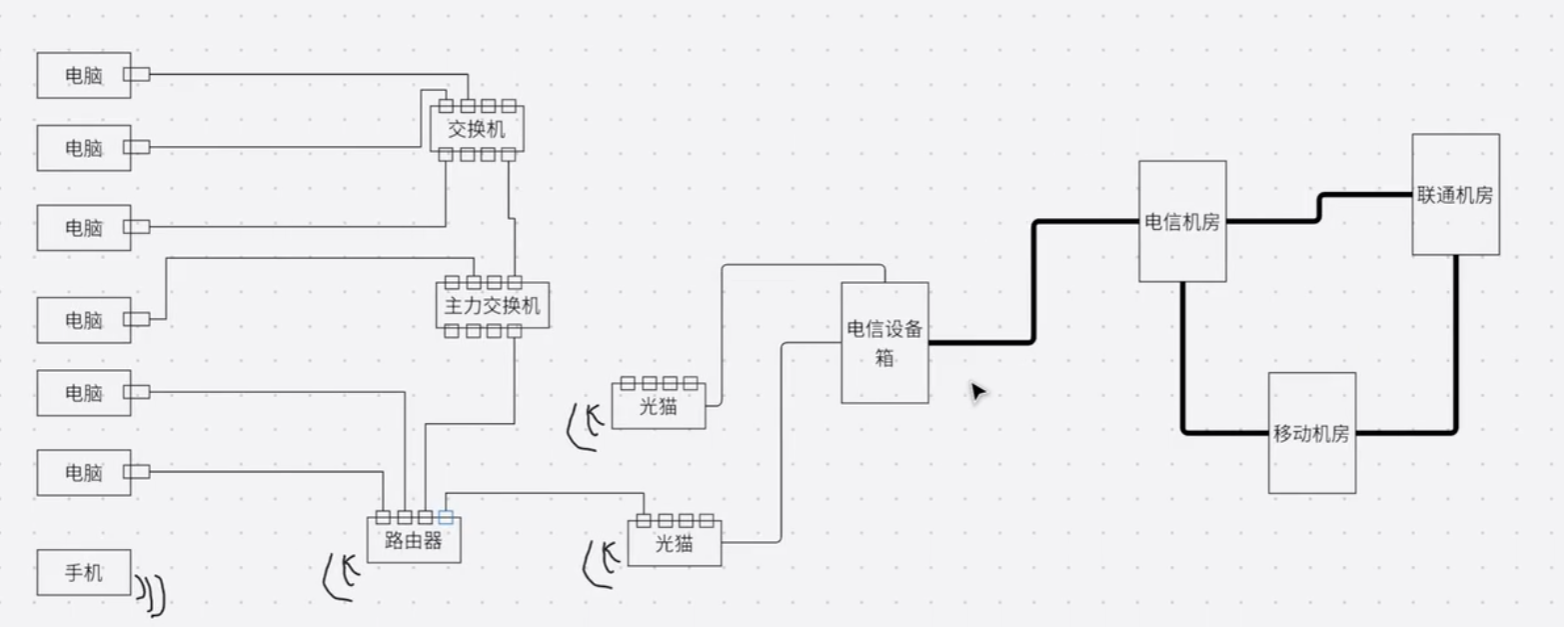 电脑
电脑
电脑
电脑
电脑
电脑
手机
交换机
主力交换机
路由器
光猫
光猫
电信设备
箱
电信机房
联通机房
移动机房